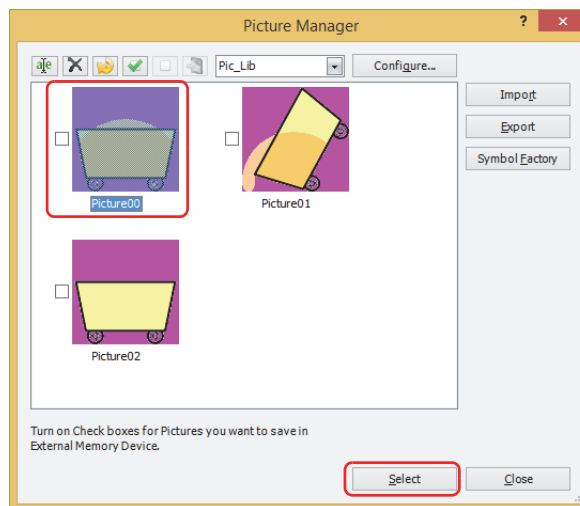 Picture Manager
?
aIe
Pic_Lib
Configure...
Import
Export
Symbol Factory
Picture00
Picture01
Picture02
Turn on Check boxes for Pictures you want to save in
External Memory Device.
Select
Close